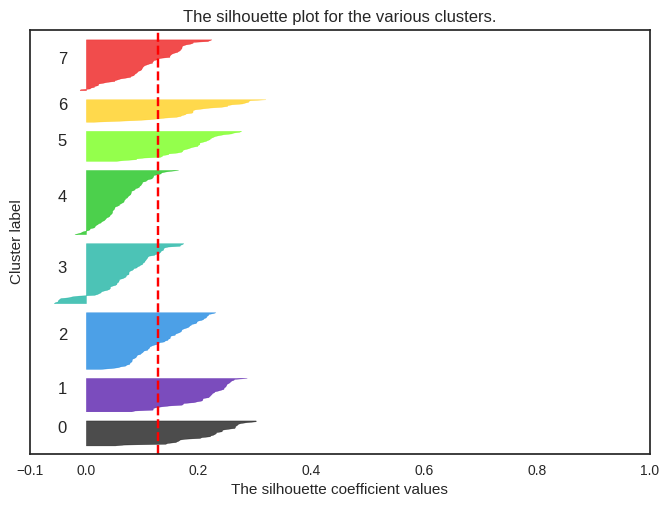 The silhouette plot for the various clusters.
7
6
5
4
3
2
1
0
Cluster label
−0.1 0.0 0.2 0.4 0.6 0.8 1.0
The silhouette coefficient values